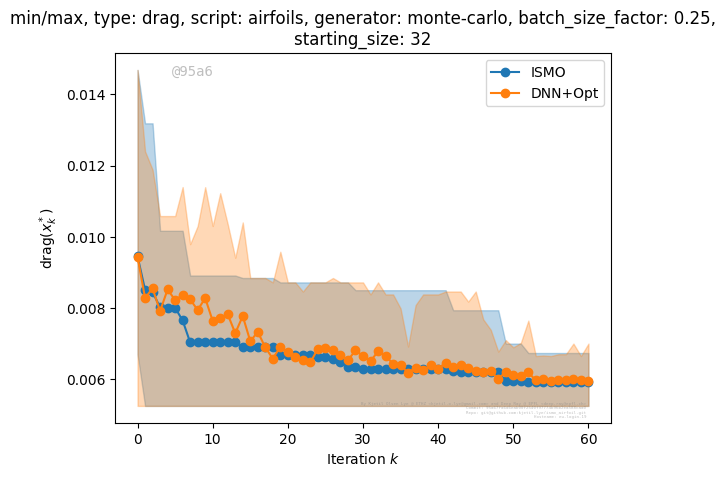 min/max, type: drag, script: airfoils, generator: monte-carlo, batch_size_factor: 0.25,
starting_size: 32
@95a6
ISMO
DNN+Opt
0.014
0.012
0.010
0.008
0.006
drag(x*k)
0 10 20 30 40 50 60
Iteration k